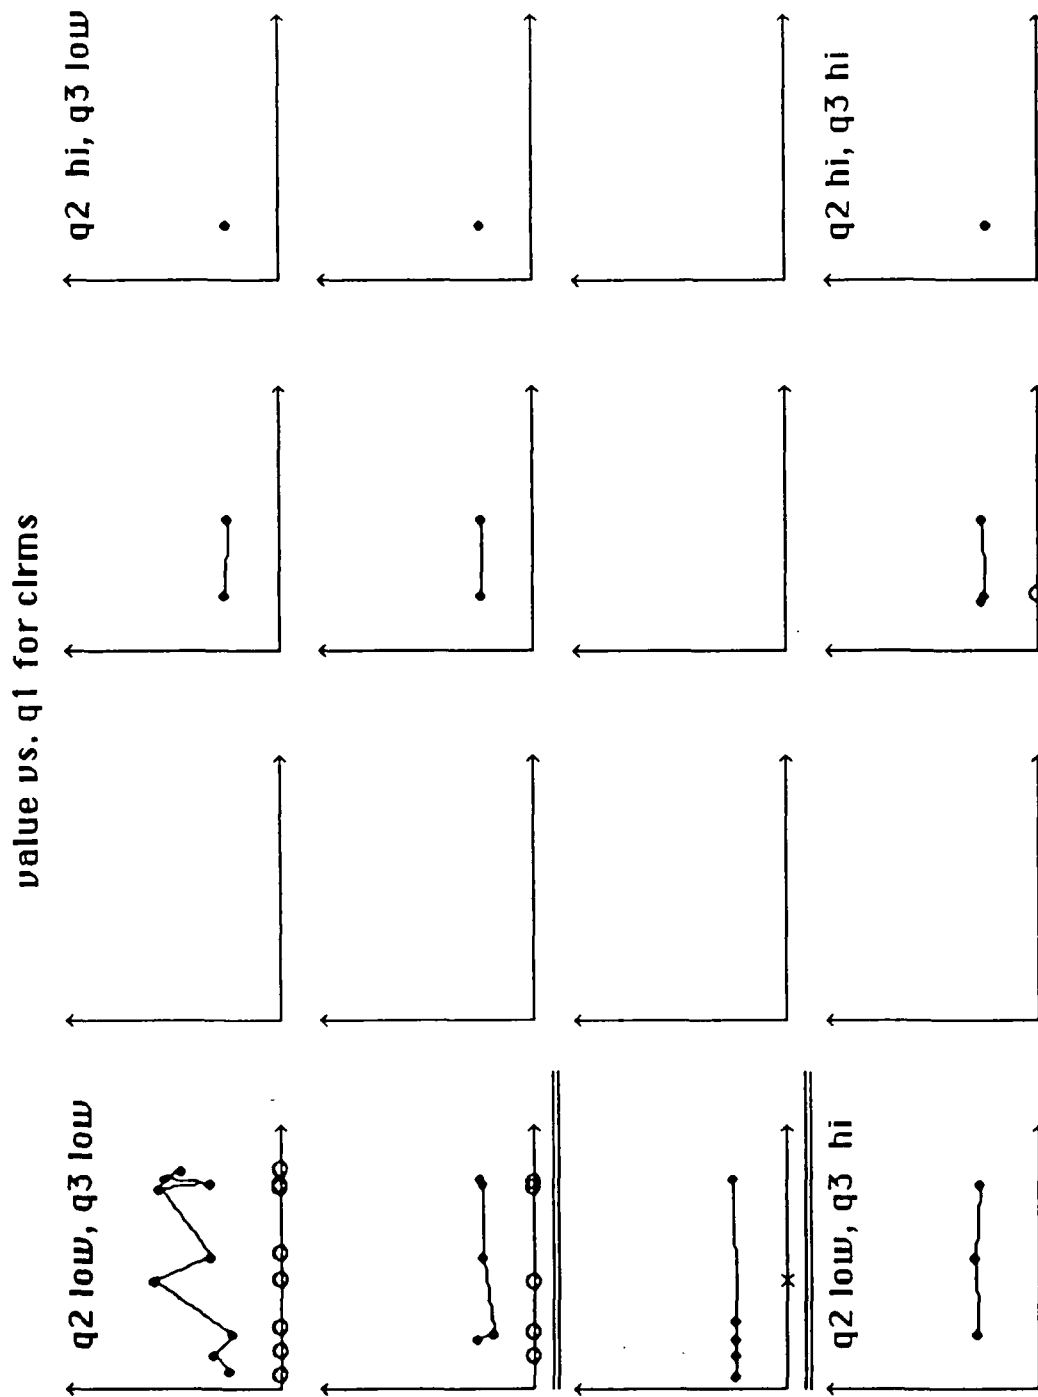 value vs. q1 for clrms
q2 low, q3 low
q2 hi, q3 low
q2 low, q3 hi
q2 hi, q3 hi